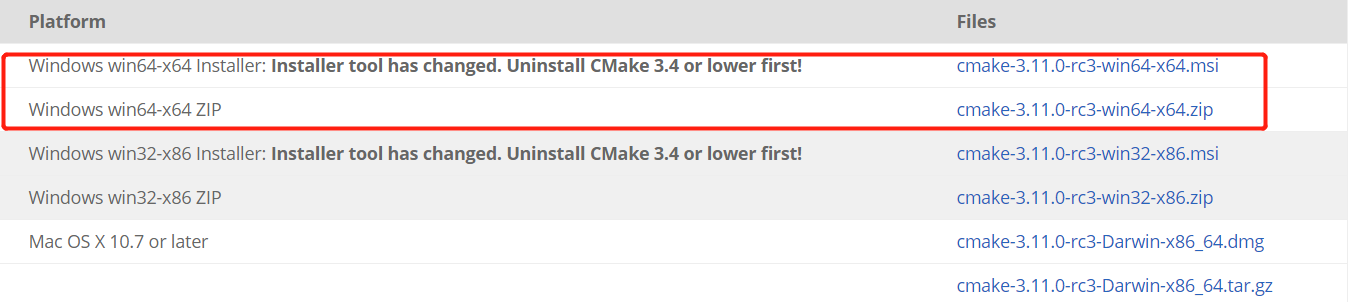 Platform Files
Windows win64-x64 Installer: Installer tool has changed. Uninstall CMake 3.4 or lower first! cmake-3.11.0-rc3-win64-x64.msi
Windows win64-x64 ZIP cmake-3.11.0-rc3-win64-x64.zip
Windows win32-x86 Installer: Installer tool has changed. Uninstall CMake 3.4 or lower first! cmake-3.11.0-rc3-win32-x86.msi
Windows win32-x86 ZIP cmake-3.11.0-rc3-win32-x86.zip
Mac OS X 10.7 or later cmake-3.11.0-rc3-Darwin-x86_64.dmg
cmake-3.11.0-rc3-Darwin-x86_64.tar.gz